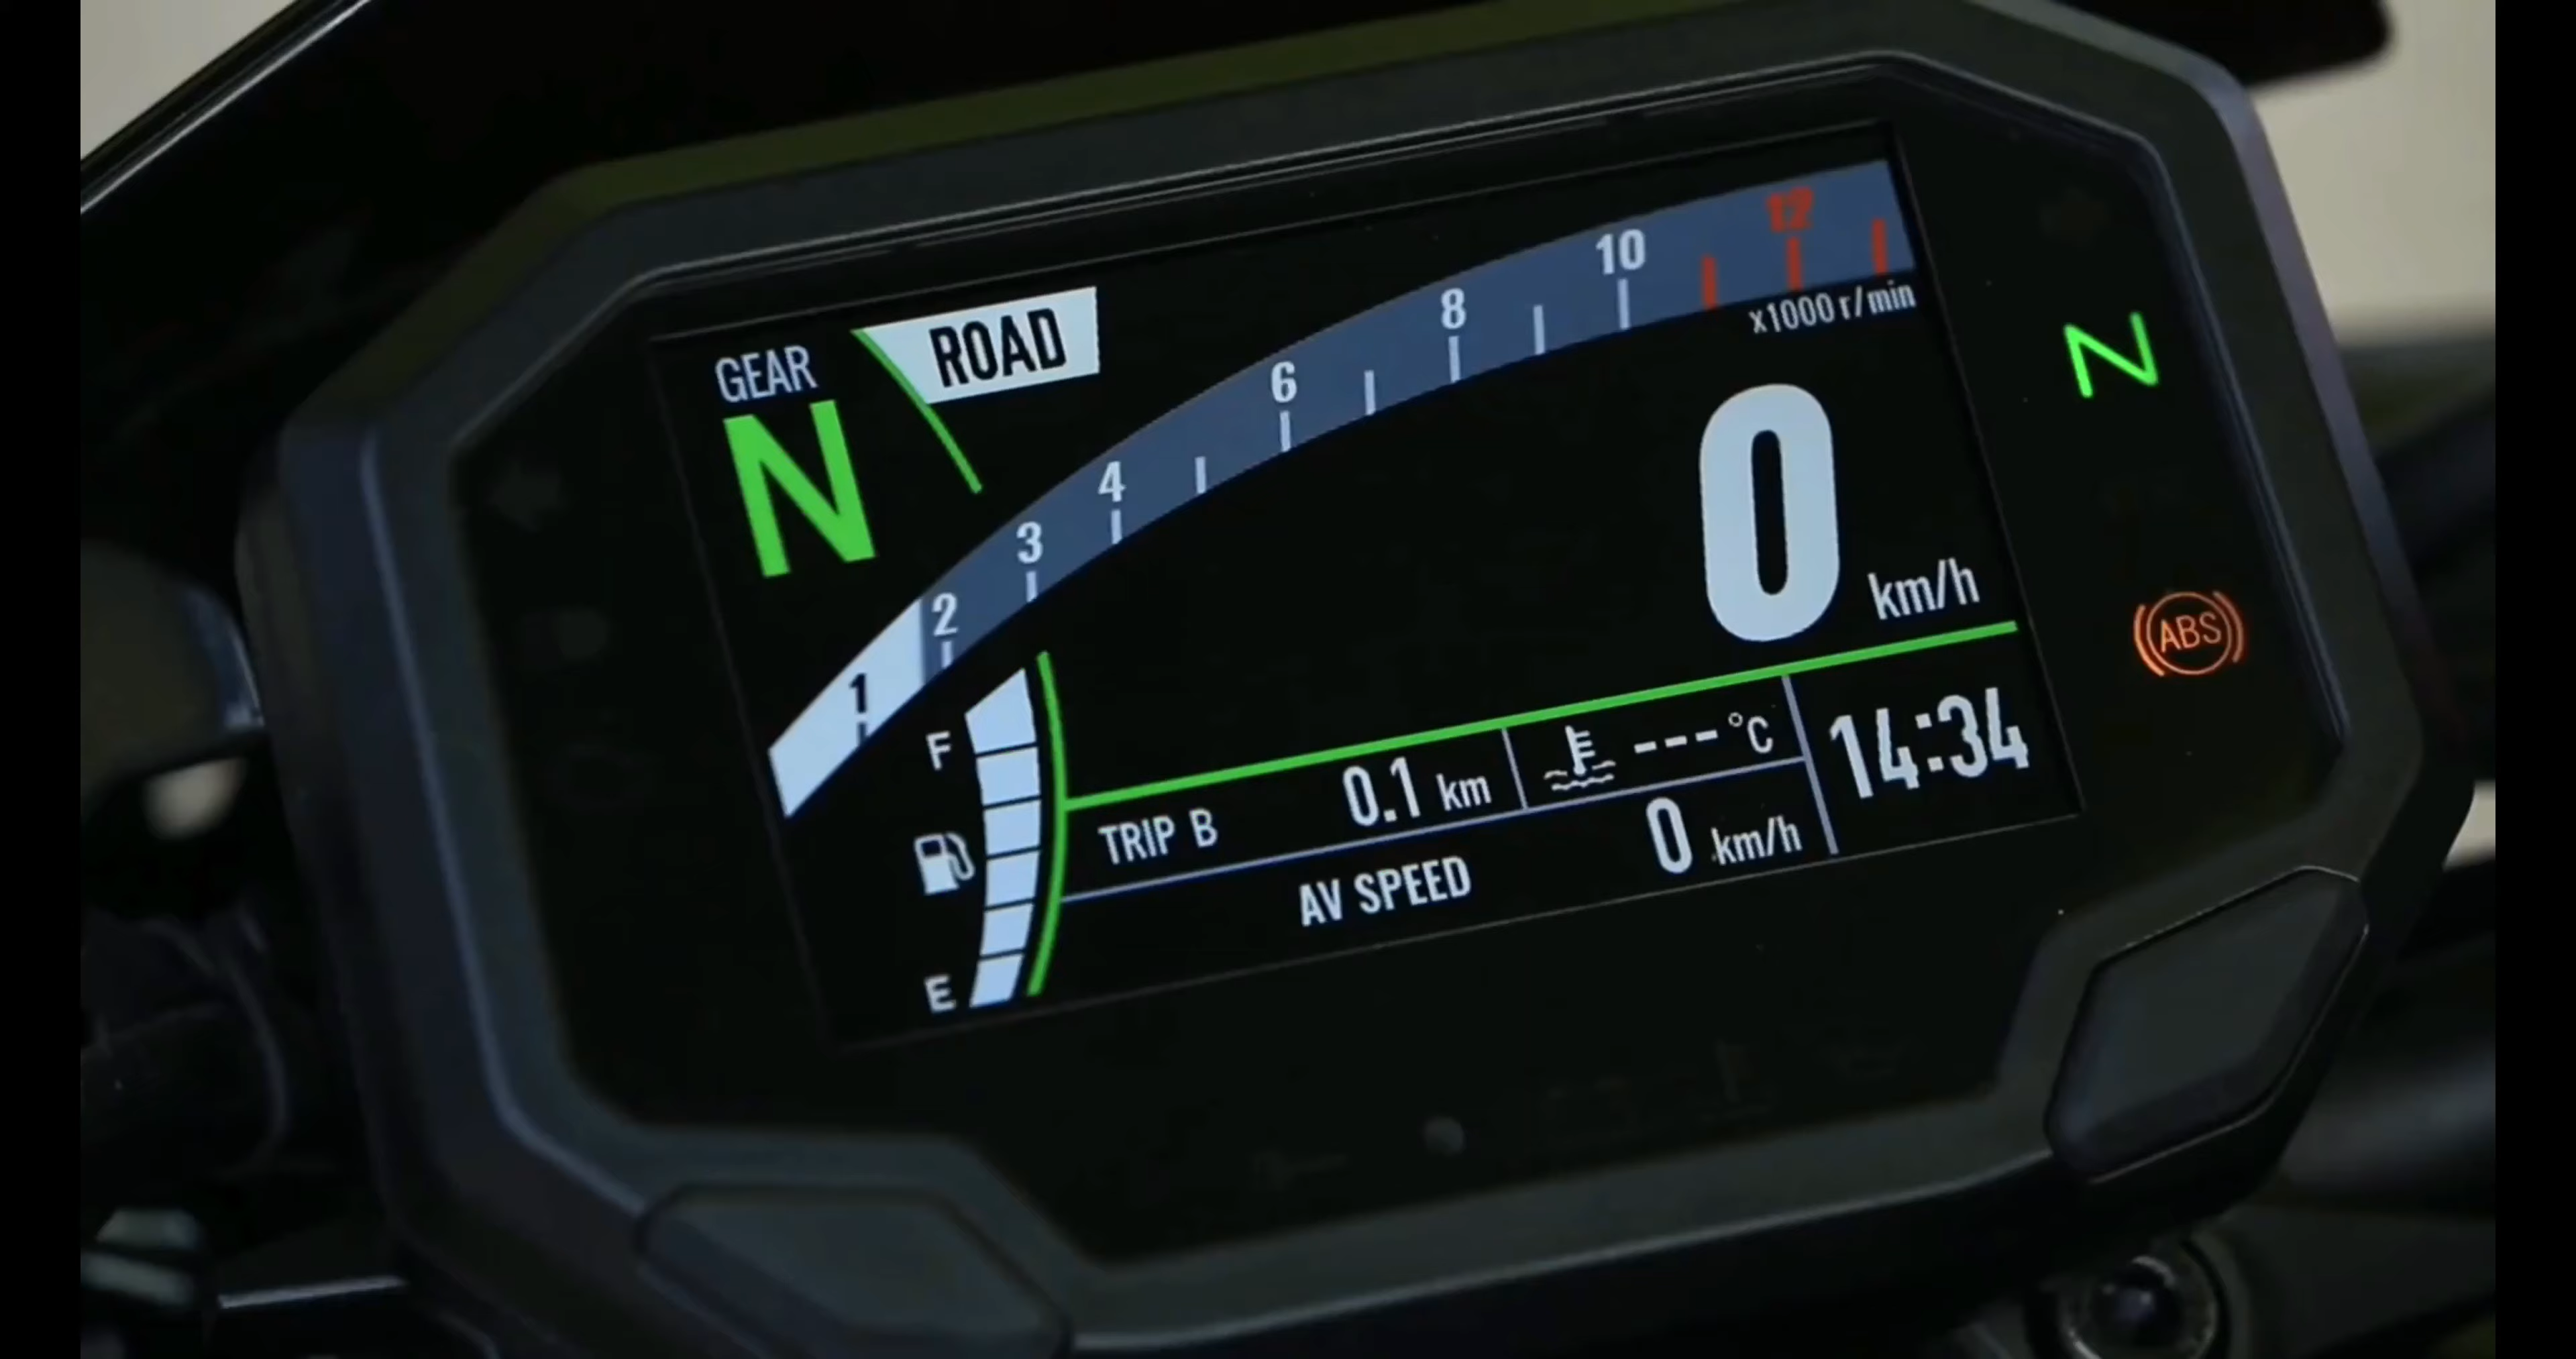 GEAR
ROAD
N
1
2
3
4
6
8
10
12
x1000 r/min
0 km/h
N
ABS
F
E
TRIP B 0.1 km
---°C
14:34
AV SPEED 0 km/h